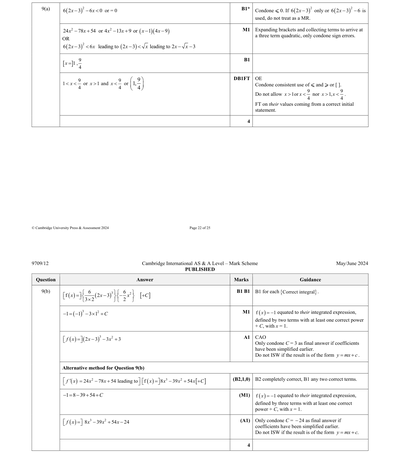 9(a)
6(2x − 3)² − 6x < 0 or = 0
B1*
Condone ⩽ 0. If 6(2x − 3)² only or 6(2x − 3)² − 6 is
used, do not treat as a MR.
24x² − 78x + 54 or 4x² − 13x + 9 or (x − 1)(4x − 9)
OR
6(2x − 3)² < 6x leading to (2x − 3) < √x leading to 2x − √x − 3
M1
Expanding brackets and collecting terms to arrive at
a three term quadratic, only condone sign errors
[x =] 1, 9/4
B1
1 < x < 9/4 or x > 1 and x < 9/4 or (1, 9/4)
DB1FT
OE
Condone consistent use of ⩽ and ⩾ or [ ].
Do not allow x > 1 or x < 9/4 nor x > 1, x < 9/4.
FT on their values coming from a correct initial
statement.
4
© Cambridge University Press & Assessment 2024
Page 22 of 25
9709/12
Cambridge International AS & A Level – Mark Scheme
May/June 2024
PUBLISHED
Question
Answer
Marks
Guidance
9(b)
[f(x) =] {6/(3×2) (2x − 3)³} {− 6/2 x²} [+C]
B1 B1
B1 for each {Correct integral}.
−1 = (−1)³ − 3×1² + C
M1
f(x) = −1 equated to their integrated expression,
defined by two terms with at least one correct power
+ C, with x = 1.
[f(x) =] (2x − 3)³ − 3x² + 3
A1
CAO
Only condone C = 3 as final answer if coefficients
have been simplified earlier.
Do not ISW if the result is of the form y = mx + c.
Alternative method for Question 9(b)
[f′(x) = 24x² − 78x + 54 leading to] [f(x) =] 8x³ − 39x² + 54x [+C]
(B2,1,0)
B2 completely correct, B1 any two correct terms.
−1 = 8 − 39 + 54 + C
(M1)
f(x) = −1 equated to their integrated expression,
defined by three terms with at least one correct
power + C, with x = 1.
[f(x) =] 8x³ − 39x² + 54x − 24
(A1)
Only condone C = −24 as final answer if
coefficients have been simplified earlier.
Do not ISW if the result is of the form y = mx + c.
4